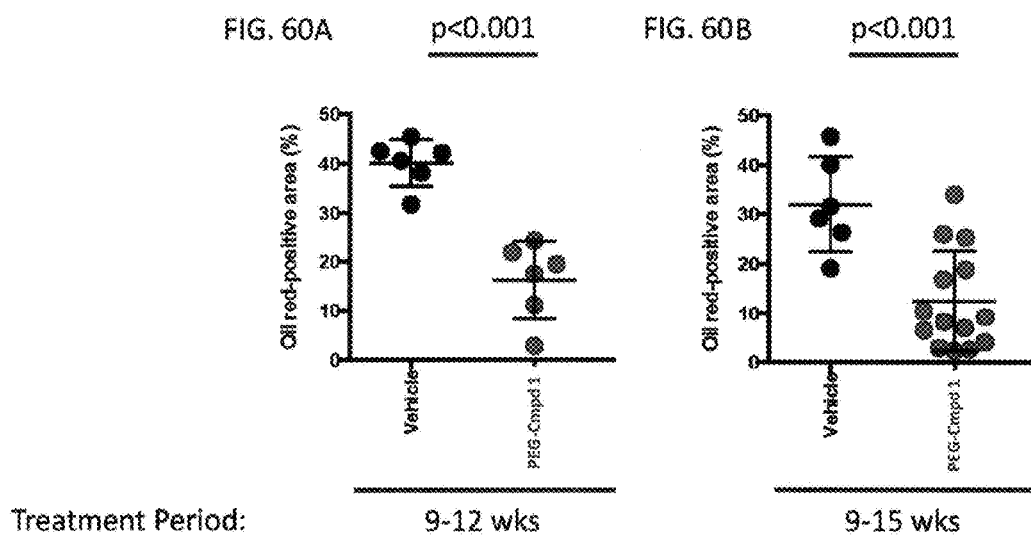 FIG. 60A
p<0.001
FIG. 60B
p<0.001
Oil red-positive area (%)
50
40
30
20
10
0
Vehicle
PEG-Cmpd 1
Oil red-positive area (%)
50
40
30
20
10
0
Vehicle
PEG-Cmpd 1
Treatment Period:
9-12 wks
9-15 wks